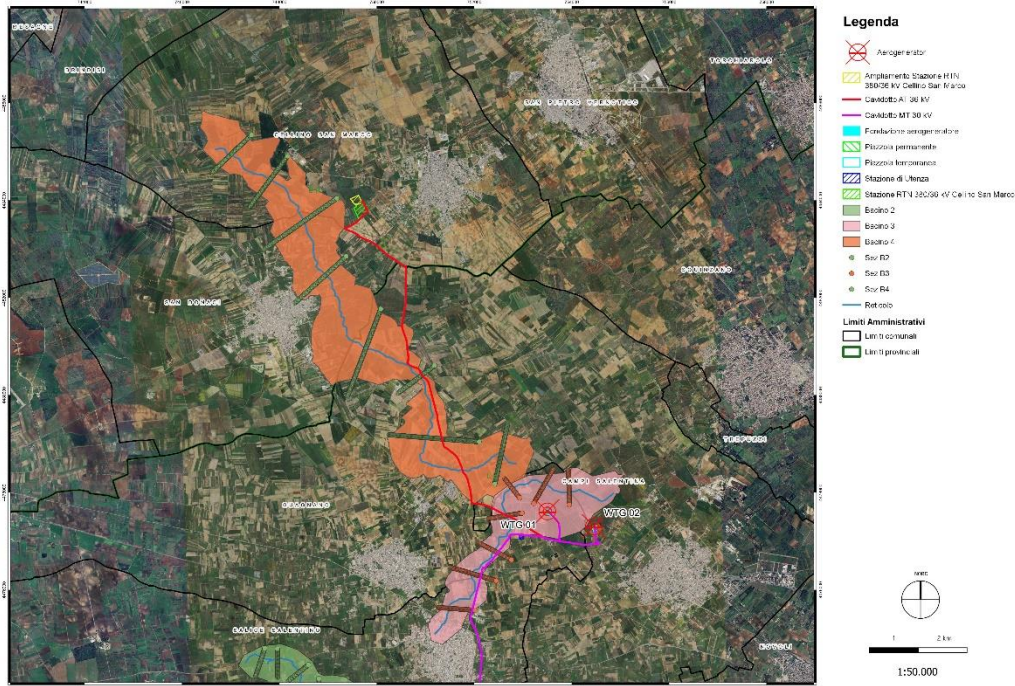 BRINDISI
TORCHIAROLO
SAN PIETRO VERNOTICO
CELLINO SAN MARCO
SQUINZANO
SAN DONACI
TREPUZZI
CAMPI SALENTINA
GUAGNANO
WTG 01
WTG 02
SALICE SALENTINO
NOVOLI
Legenda
Aerogenerator
Ampliamento Stazione RTN
380/36 kV Cellino San Marco
Cavidotto AT 36 kV
Cavidotto MT 30 kV
Fondazione aerogeneratore
Piazzola permanente
Piazzola temporanea
Stazione di Utenza
Stazione RTN 380/36 kV Cellino San Marco
Bacino 2
Bacino 3
Bacino 4
Sez B2
Sez B3
Sez B4
Reticolo
Limiti Amministrativi
Limiti comunali
Limiti provinciali
1
2 km
1:50.000